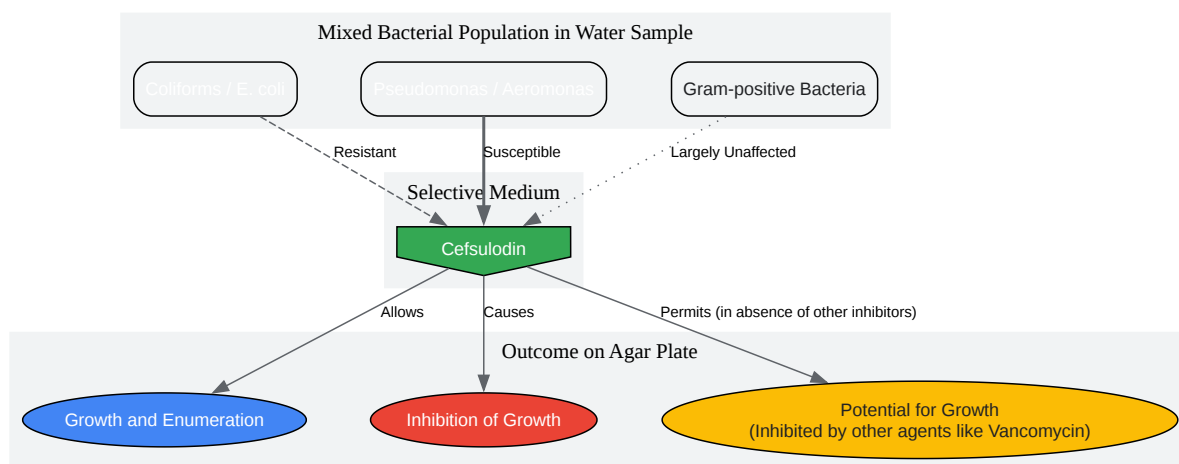 Mixed Bacterial Population in Water Sample
Coliforms / E. coli
Pseudomonas / Aeromonas
Gram-positive Bacteria
Resistant
Susceptible
Largely Unaffected
Selective Medium
Cefsulodin
Allows
Causes
Permits (in absence of other inhibitors)
Outcome on Agar Plate
Growth and Enumeration
Inhibition of Growth
Potential for Growth
(Inhibited by other agents like Vancomycin)